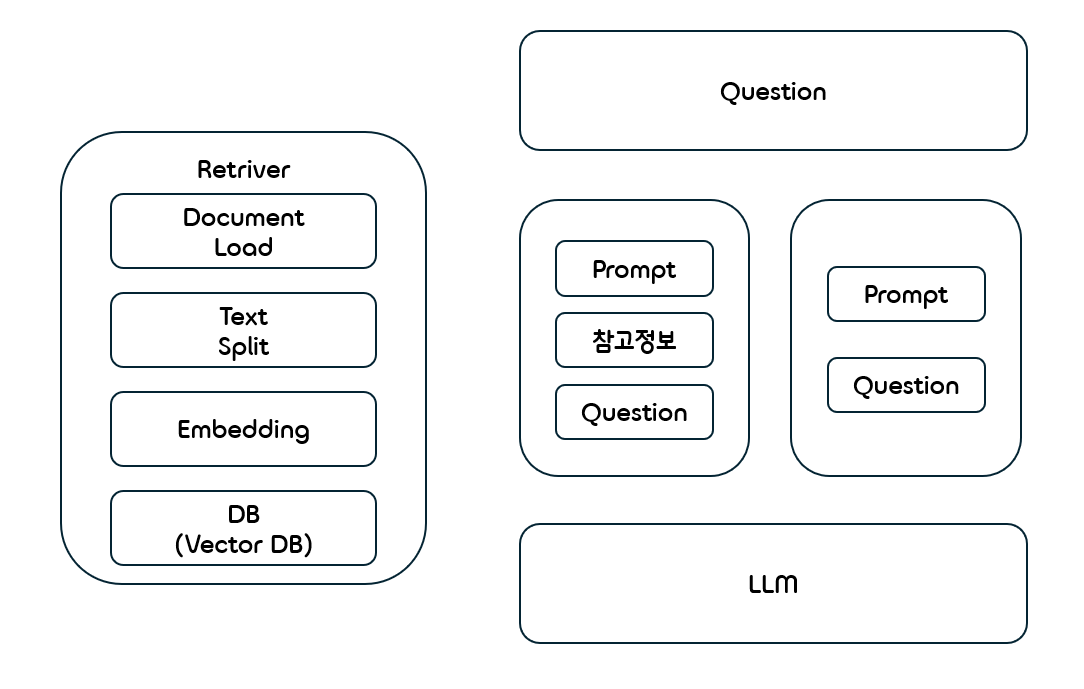 Retriver
Document
Load
Text
Split
Embedding
DB
(Vector DB)
Question
Prompt
참고정보
Question
Prompt
Question
LLM